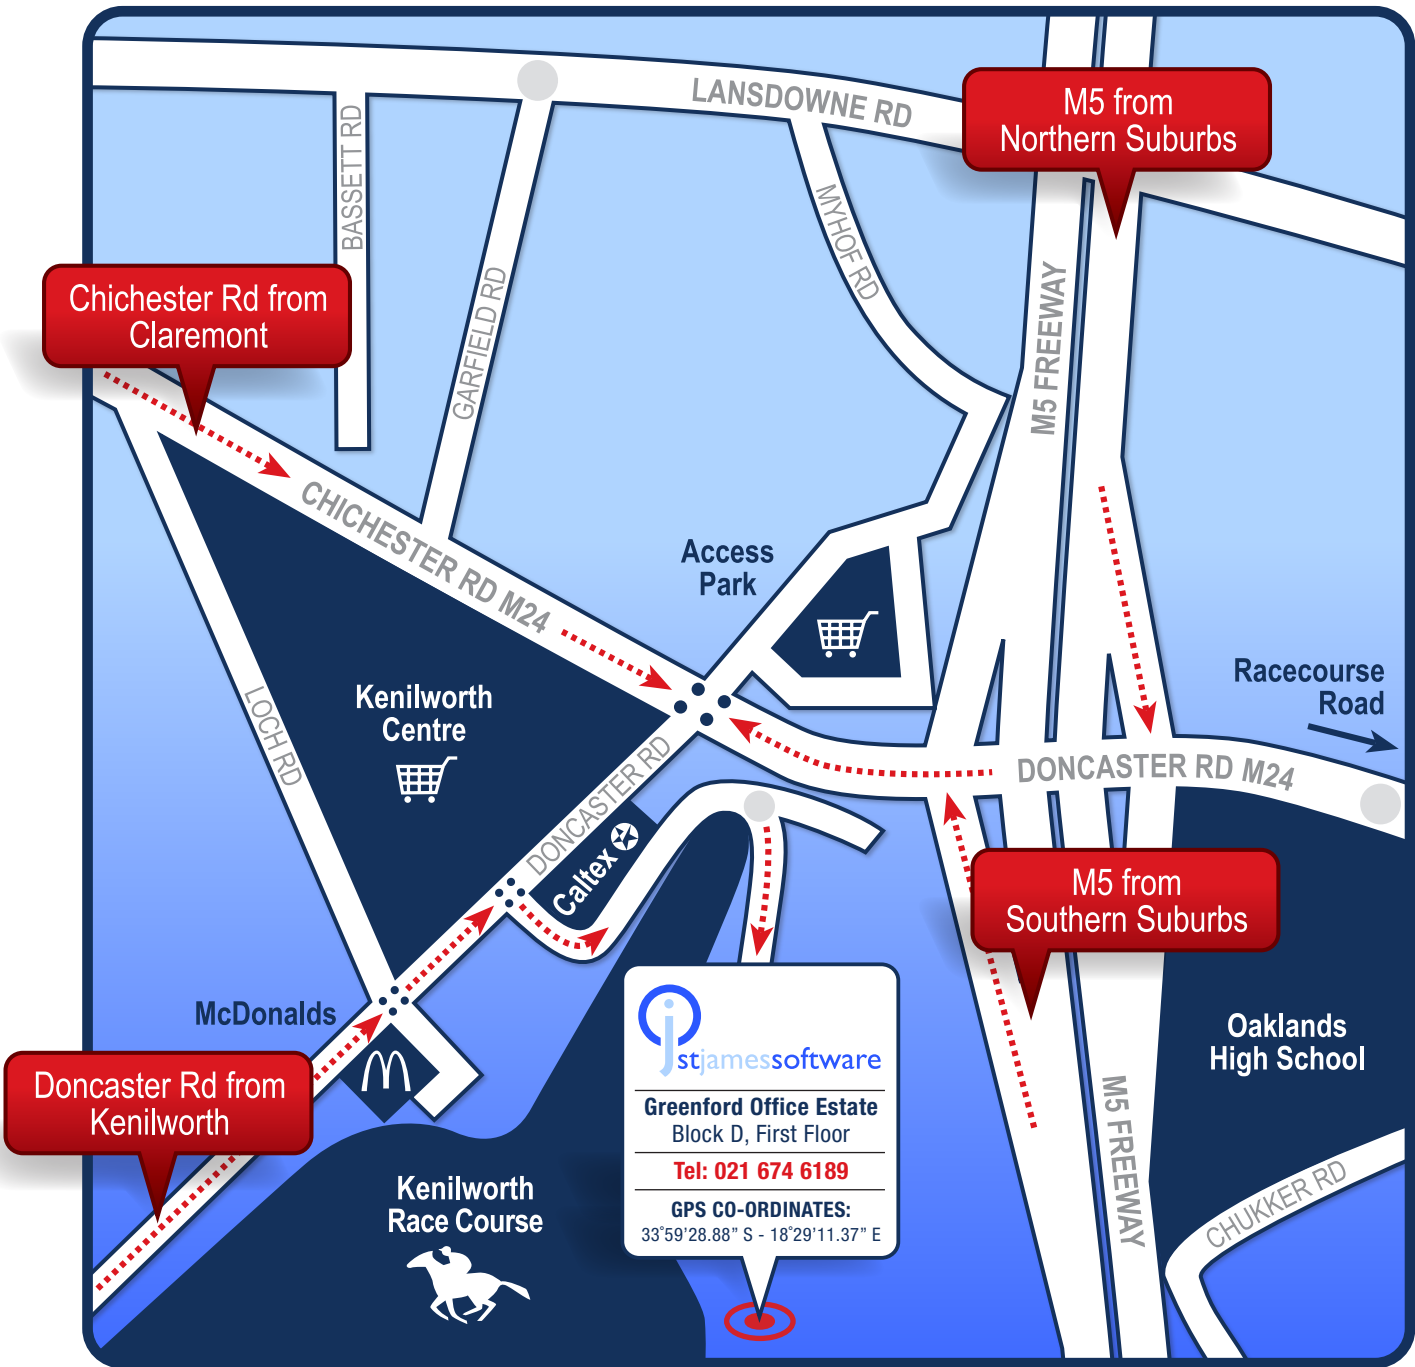 LANSDOWNE RD
M5 from
Northern Suburbs
BASSETT RD
MYHOF RD
GARFIELD RD
M5 FREEWAY
Chichester Rd from
Claremont
CHICHESTER RD M24
Access
Park
Racecourse
Road
Kenilworth
Centre
LOCH RD
DONCASTER RD
DONCASTER RD M24
Caltex
M5 from
Southern Suburbs
McDonalds
Oaklands
High School
Doncaster Rd from
Kenilworth
M5 FREEWAY
CHUKKER RD
Kenilworth
Race Course
j
stjamessoftware
Greenford Office Estate
Block D, First Floor
Tel: 021 674 6189
GPS CO-ORDINATES:
33˚59’28.88” S - 18˚29’11.37” E